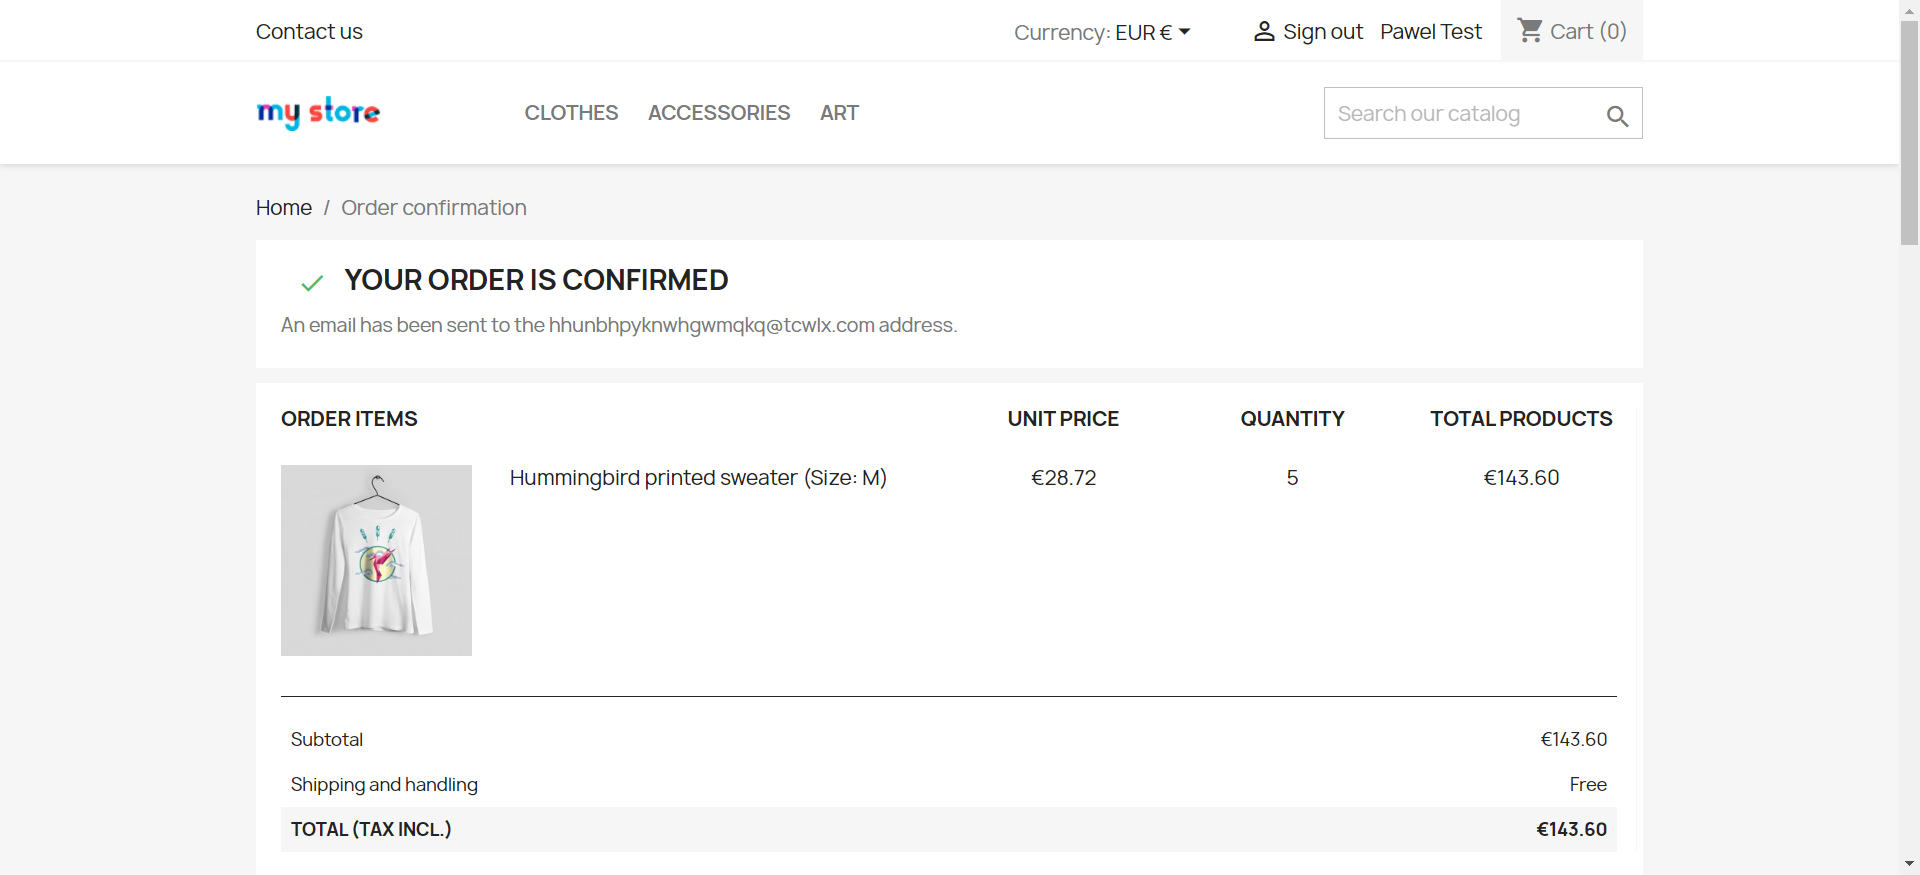 Contact us
Currency: EUR €
Sign out
Pawel Test
Cart (0)
my store
CLOTHES
ACCESSORIES
ART
Search our catalog
Home / Order confirmation
YOUR ORDER IS CONFIRMED
An email has been sent to the hhunbhpyknwhgwmqkq@tcwlx.com address.
ORDER ITEMS UNIT PRICE QUANTITY TOTAL PRODUCTS
Hummingbird printed sweater (Size: M) €28.72 5 €143.60
Subtotal €143.60
Shipping and handling Free
TOTAL (TAX INCL.) €143.60